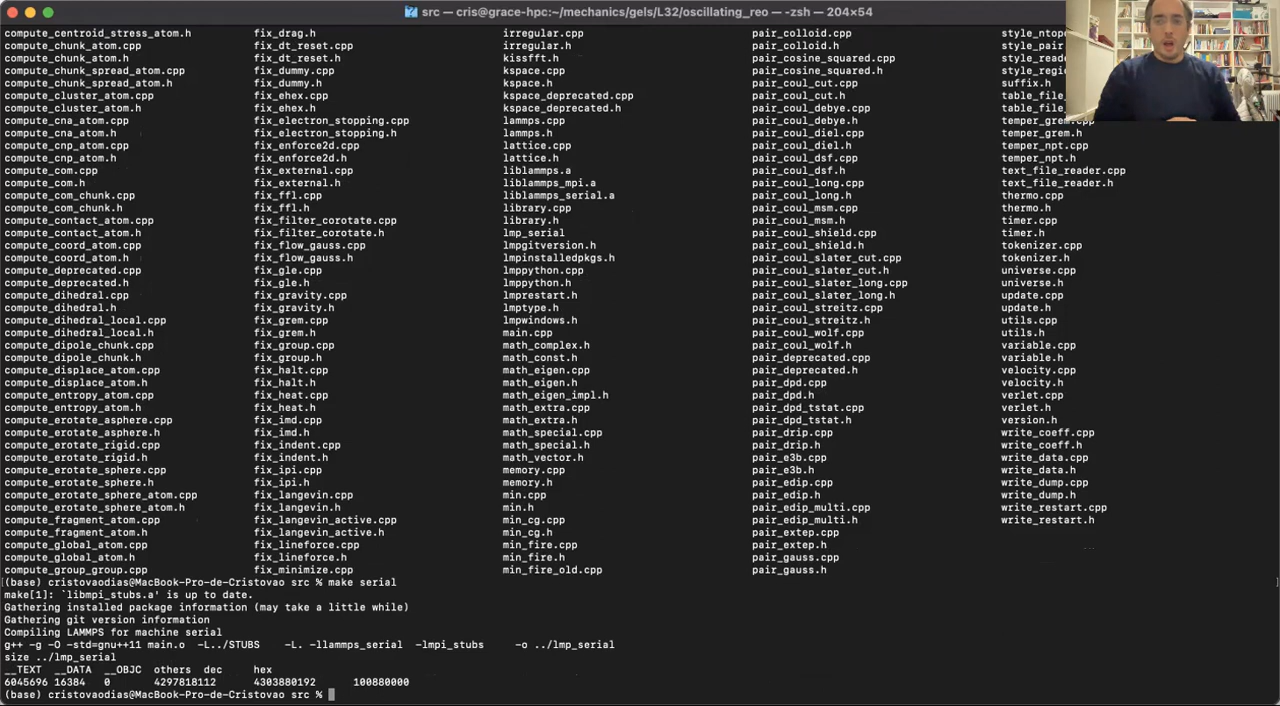 src — cris@grace-hpc:~/mechanics/gels/L32/oscillating_reo — -zsh — 204×54
compute_centroid_stress_atom.h fix_drag.h irregular.cpp pair_colloid.cpp
compute_chunk_atom.cpp fix_dt_reset.cpp irregular.h pair_colloid.h
compute_chunk_atom.h fix_dt_reset.h kissfft.h pair_cosine_squared.cpp
compute_chunk_spread_atom.cpp fix_dummy.cpp kspace.cpp pair_cosine_squared.h
compute_chunk_spread_atom.h fix_dummy.h kspace.h pair_coul_cut.cpp suffix.h
compute_cluster_atom.cpp fix_ehex.cpp kspace_deprecated.cpp pair_coul_cut.h
compute_cluster_atom.h fix_ehex.h kspace_deprecated.h pair_coul_debye.cpp
compute_cna_atom.cpp fix_electron_stopping.cpp lammps.cpp pair_coul_debye.h temper_grem.cpp
compute_cna_atom.h fix_electron_stopping.h lammps.h pair_coul_diel.cpp temper_grem.h
compute_cnp_atom.cpp fix_enforce2d.cpp lattice.cpp pair_coul_diel.h temper_npt.cpp
compute_cnp_atom.h fix_enforce2d.h lattice.h pair_coul_dsf.cpp temper_npt.h
compute_com.cpp fix_external.cpp liblammps.a pair_coul_dsf.h text_file_reader.cpp
compute_com.h fix_external.h liblammps_mpi.a pair_coul_long.cpp text_file_reader.h
compute_com_chunk.cpp fix_ffl.cpp liblammps_serial.a pair_coul_long.h thermo.cpp
compute_com_chunk.h fix_ffl.h library.cpp pair_coul_msm.cpp thermo.h
compute_contact_atom.cpp fix_filter_corotate.cpp library.h pair_coul_msm.h timer.cpp
compute_contact_atom.h fix_filter_corotate.h lmp_serial pair_coul_shield.cpp timer.h
compute_coord_atom.cpp fix_flow_gauss.cpp lmpgitversion.h pair_coul_shield.h tokenizer.cpp
compute_coord_atom.h fix_flow_gauss.h lmpinstalledpkgs.h pair_coul_slater_cut.cpp tokenizer.h
compute_deprecated.cpp fix_gle.cpp lmppython.cpp pair_coul_slater_cut.h universe.cpp
compute_deprecated.h fix_gle.h lmppython.h pair_coul_slater_long.cpp universe.h
compute_dihedral.cpp fix_gravity.cpp lmprestart.h pair_coul_slater_long.h update.cpp
compute_dihedral.h fix_gravity.h lmptype.h pair_coul_streitz.cpp update.h
compute_dihedral_local.cpp fix_grem.cpp lmpwindows.h pair_coul_streitz.h utils.cpp
compute_dihedral_local.h fix_grem.h main.cpp pair_coul_wolf.cpp utils.h
compute_dipole_chunk.cpp fix_group.cpp math_complex.h pair_coul_wolf.h variable.cpp
compute_dipole_chunk.h fix_group.h math_const.h pair_deprecated.cpp variable.h
compute_displace_atom.cpp fix_halt.cpp math_eigen.cpp pair_deprecated.h velocity.cpp
compute_displace_atom.h fix_halt.h math_eigen.h pair_dpd.cpp velocity.h
compute_entropy_atom.cpp fix_heat.cpp math_eigen_impl.h pair_dpd.h verlet.cpp
compute_entropy_atom.h fix_heat.h math_extra.cpp pair_dpd_tstat.cpp verlet.h
compute_erotate_asphere.cpp fix_imd.cpp math_extra.h pair_dpd_tstat.h version.h
compute_erotate_asphere.h fix_imd.h math_special.cpp pair_drip.cpp write_coeff.cpp
compute_erotate_rigid.cpp fix_indent.cpp math_special.h pair_drip.h write_coeff.h
compute_erotate_rigid.h fix_indent.h math_vector.h pair_e3b.cpp write_data.cpp
compute_erotate_sphere.cpp fix_ipi.cpp memory.cpp pair_e3b.h write_data.h
compute_erotate_sphere.h fix_ipi.h memory.h pair_edip.cpp write_dump.cpp
compute_erotate_sphere_atom.cpp fix_langevin.cpp min.cpp pair_edip.h write_dump.h
compute_erotate_sphere_atom.h fix_langevin.h min.h pair_edip_multi.cpp write_restart.cpp
compute_fragment_atom.cpp fix_langevin_active.cpp min_cg.cpp pair_edip_multi.h write_restart.h
compute_fragment_atom.h fix_langevin_active.h min_cg.h pair_extep.cpp
compute_global_atom.cpp fix_lineforce.cpp min_fire.cpp pair_extep.h
compute_global_atom.h fix_lineforce.h min_fire.h pair_gauss.cpp
compute_group_group.cpp fix_minimize.cpp min_fire_old.cpp pair_gauss.h
(base) cristovaodias@MacBook-Pro-de-Cristovao src % make serial
make[1]: `libmpi_stubs.a' is up to date.
Gathering installed package information (may take a little while)
Gathering git version information
Compiling LAMMPS for machine serial
g++ -g -O -std=gnu++11 main.o -L../STUBS -L. -llammps_serial -lmpi_stubs -o ../lmp_serial
size ../lmp_serial
__TEXT __DATA __OBJC others dec hex
6045696 16384 0 4297818112 4303880192 100880000
(base) cristovaodias@MacBook-Pro-de-Cristovao src %